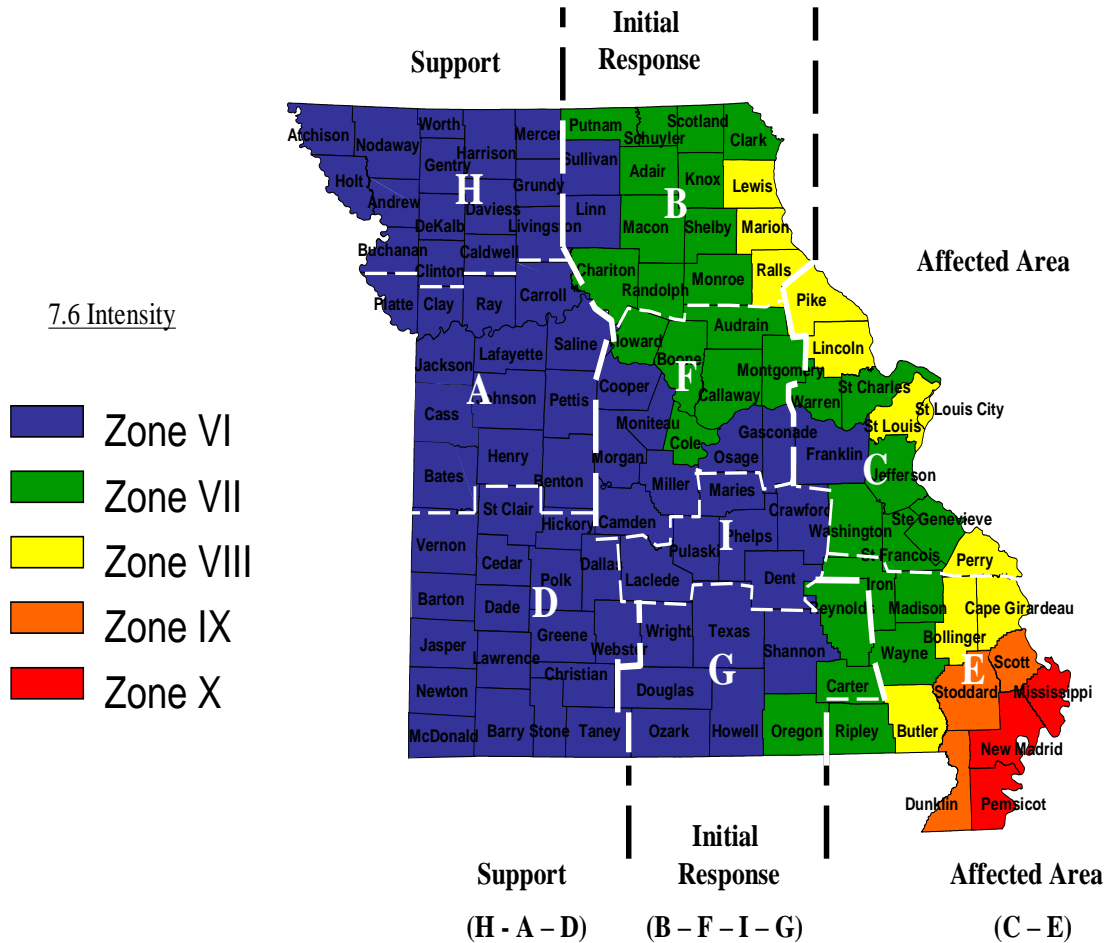 Initial
Response
Support
Affected Area
7.6 Intensity
Zone VI
Zone VII
Zone VIII
Zone IX
Zone X
Atchison
Nodaway
Worth
Harrison
Mercer
Putnam
Schuyler
Scotland
Clark
Gentry
Sullivan
Adair
Knox
Lewis
Holt
Andrew
H
Grundy
DeKalb
Daviess
Livingston
Linn
Macon
B
Shelby
Marion
Buchanan
Clinton
Caldwell
Chariton
Randolph
Monroe
Ralls
Pike
Platte
Clay
Ray
Carroll
Audrain
Lincoln
Jackson
Lafayette
Saline
Howard
Boone
F
Callaway
Montgomery
Warren
St Charles
St Louis City
St Louis
Cass
A
Johnson
Pettis
Cooper
Moniteau
Cole
Osage
Gasconade
Franklin
C
Jefferson
Bates
Henry
Benton
Morgan
Miller
Maries
Crawford
Washington
Ste Genevieve
St Francois
Perry
St Clair
Hickory
Camden
Pulaski
I
Phelps
Dent
Vernon
Cedar
Polk
Dallas
Laclede
Iron
Reynolds
Madison
Bollinger
Cape Girardeau
Barton
Dade
D
Greene
Webster
Wright
Texas
Shannon
Wayne
Scott
Jasper
Lawrence
Christian
G
Carter
E
Stoddard
Mississippi
Newton
Douglas
McDonald
Barry
Stone
Taney
Ozark
Howell
Oregon
Ripley
Butler
New Madrid
Dunklin
Pemsicot
Initial
Support
Response
Affected Area
(H - A – D)
(B – F – I – G)
(C – E)